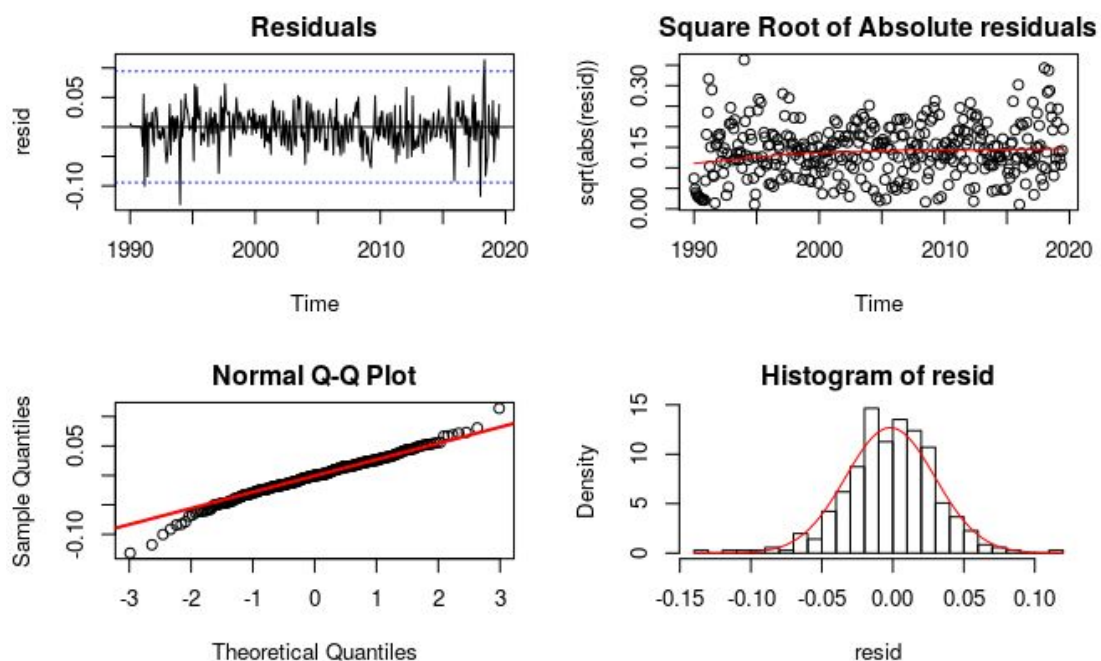 Residuals
resid
0.05
-0.10
1990 2000 2010 2020
Time
Square Root of Absolute residuals
sqrt(abs(resid))
0.30
0.15
0.00
1990 2000 2010 2020
Time
Normal Q-Q Plot
Sample Quantiles
0.05
-0.10
-3 -2 -1 0 1 2 3
Theoretical Quantiles
Histogram of resid
Density
15
10
5
0
-0.15 -0.10 -0.05 0.00 0.05 0.10
resid